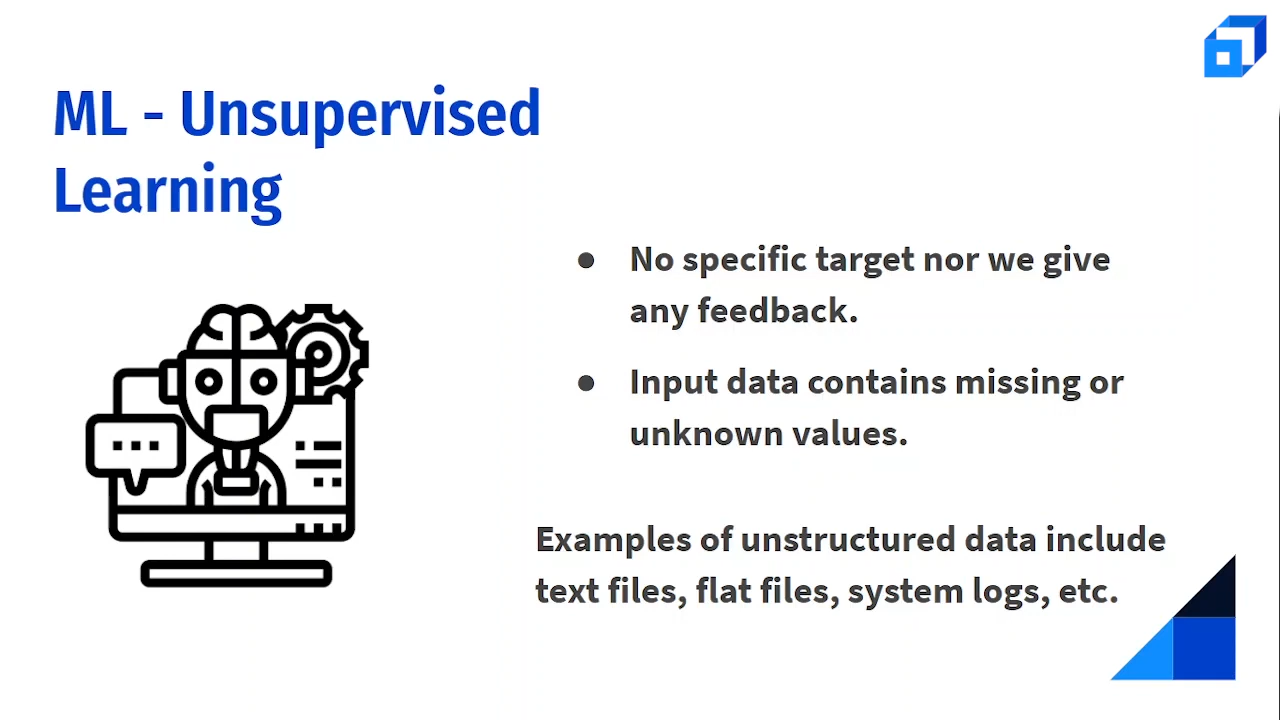 ML - Unsupervised
Learning
● No specific target nor we give
any feedback.
● Input data contains missing or
unknown values.
Examples of unstructured data include
text files, flat files, system logs, etc.